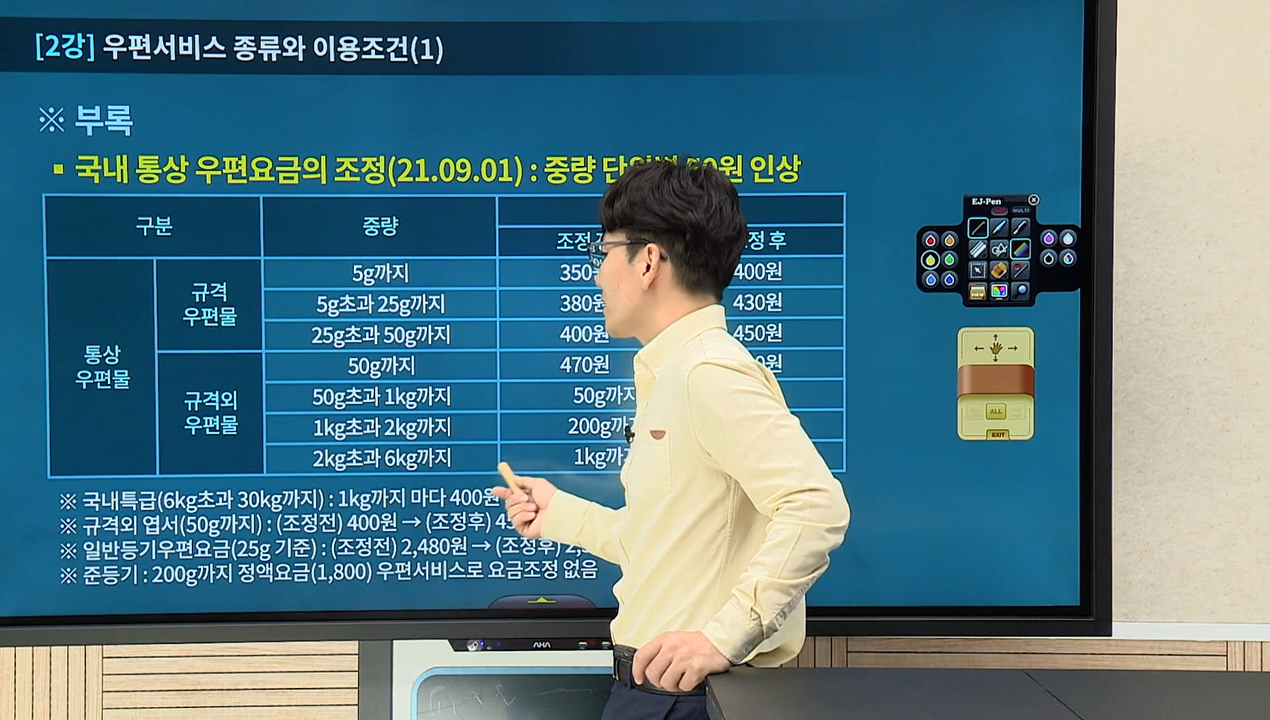 [2강] 우편서비스 종류와 이용조건(1)
※ 부록
▪ 국내 통상 우편요금의 조정(21.09.01) : 중량 인상
구분 중량
조정 후
통상 우편물
규격 우편물
5g까지 400원
5g초과 25g까지 380원 430원
25g초과 50g까지 400원 450원
규격외 우편물
50g까지 470원
50g초과 1kg까지 50g까지
1kg초과 2kg까지 200g까지
2kg초과 6kg까지 1kg까지
※ 국내특급(6kg초과 30kg까지) : 1kg까지 마다 400원
※ 규격외 엽서(50g까지) : (조정전) 400원 → (조정후)
※ 일반등기우편요금(25g 기준) : (조정전) 2,480원 → (조정후)
※ 준등기 : 200g까지 정액요금(1,800) 우편서비스로 요금조정 없음
EJ-Pen
MULTI
ALL
EXIT
AHA